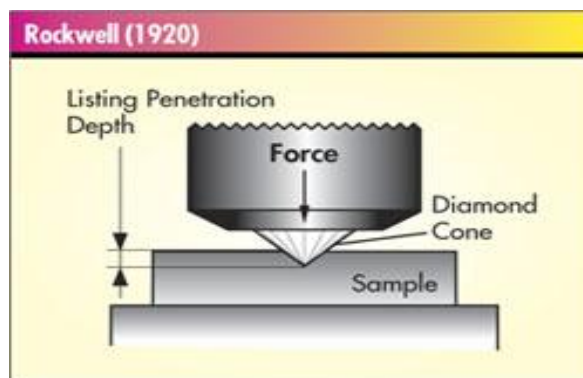 Rockwell (1920)
Listing Penetration
Depth
Force
Diamond
Cone
Sample